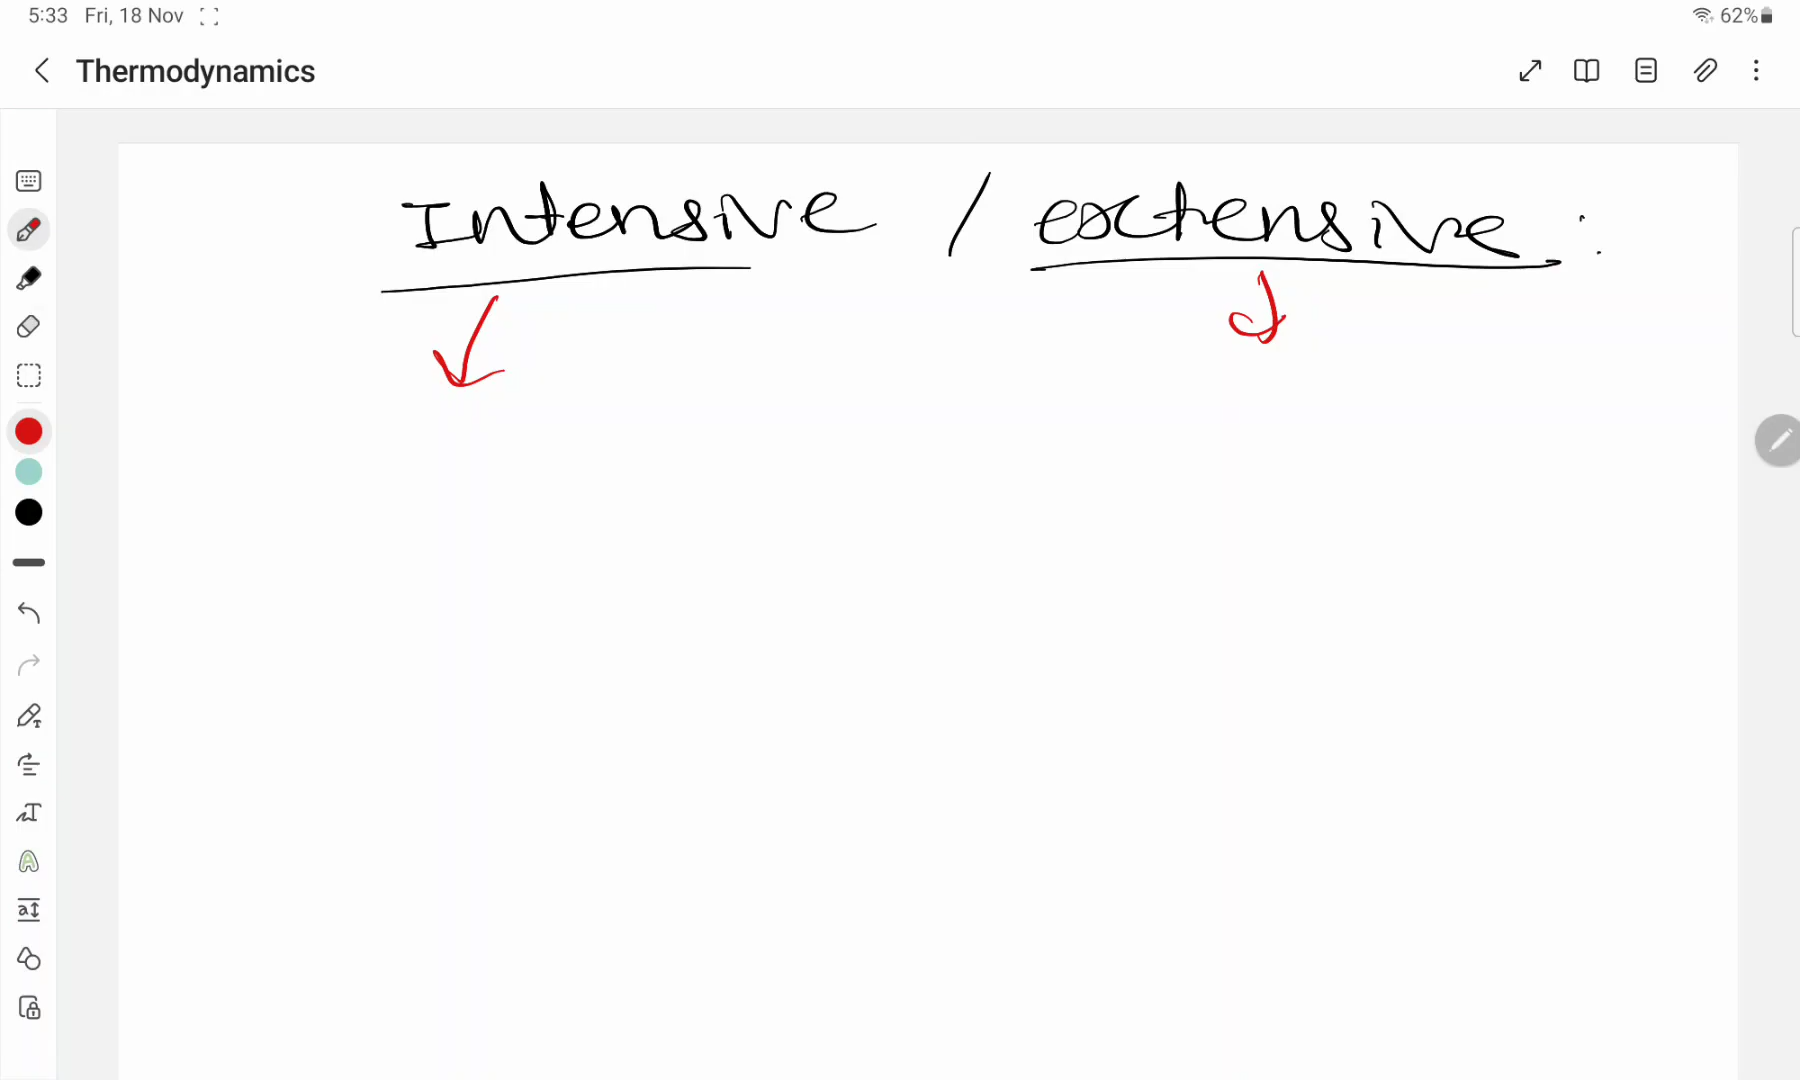 5:33 Fri, 18 Nov 62%
Thermodynamics
Intensive / extensive :